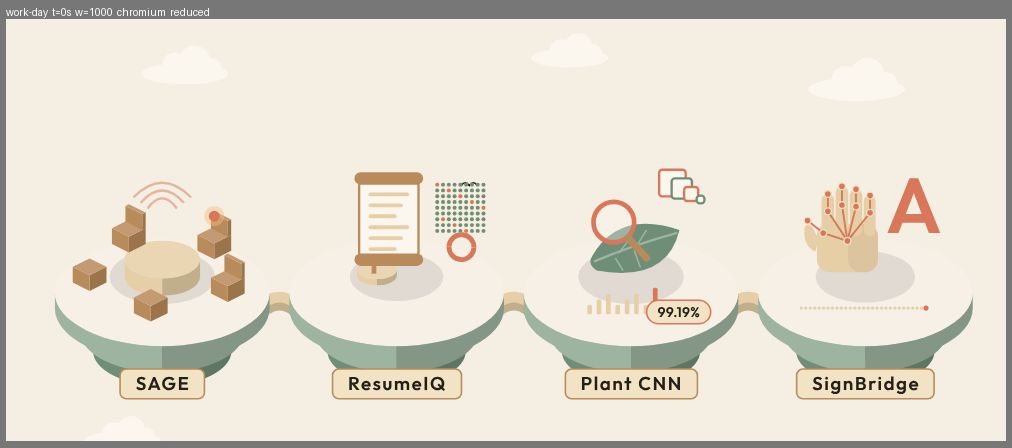 work-day t=0s w=1000 chromium reduced
A
99.19%
SAGE
ResumeIQ
Plant CNN
SignBridge